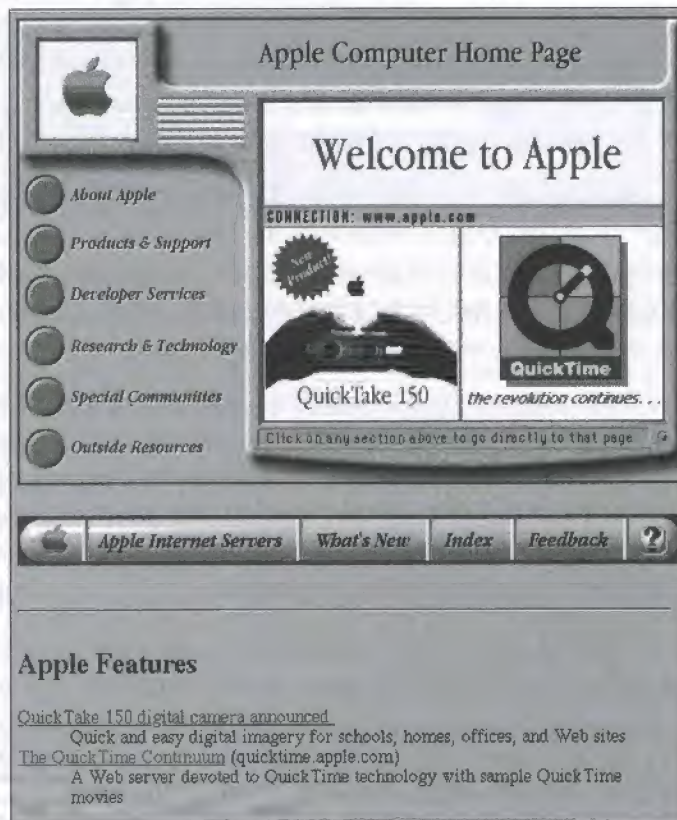 Apple Computer Home Page
Welcome to Apple
CONNECTION: www.apple.com
About Apple
Products & Support
Developer Services
Research & Technology
Special Communities
Outside Resources
New
Product!
QuickTake 150
QuickTime
the revolution continues. . .
Click on any section above to go directly to that page
Apple Internet Servers
What's New
Index
Feedback
?
Apple Features
QuickTake 150 digital camera announced
Quick and easy digital imagery for schools, homes, offices, and Web sites
The QuickTime Continuum (quicktime.apple.com)
A Web server devoted to QuickTime technology with sample QuickTime
movies